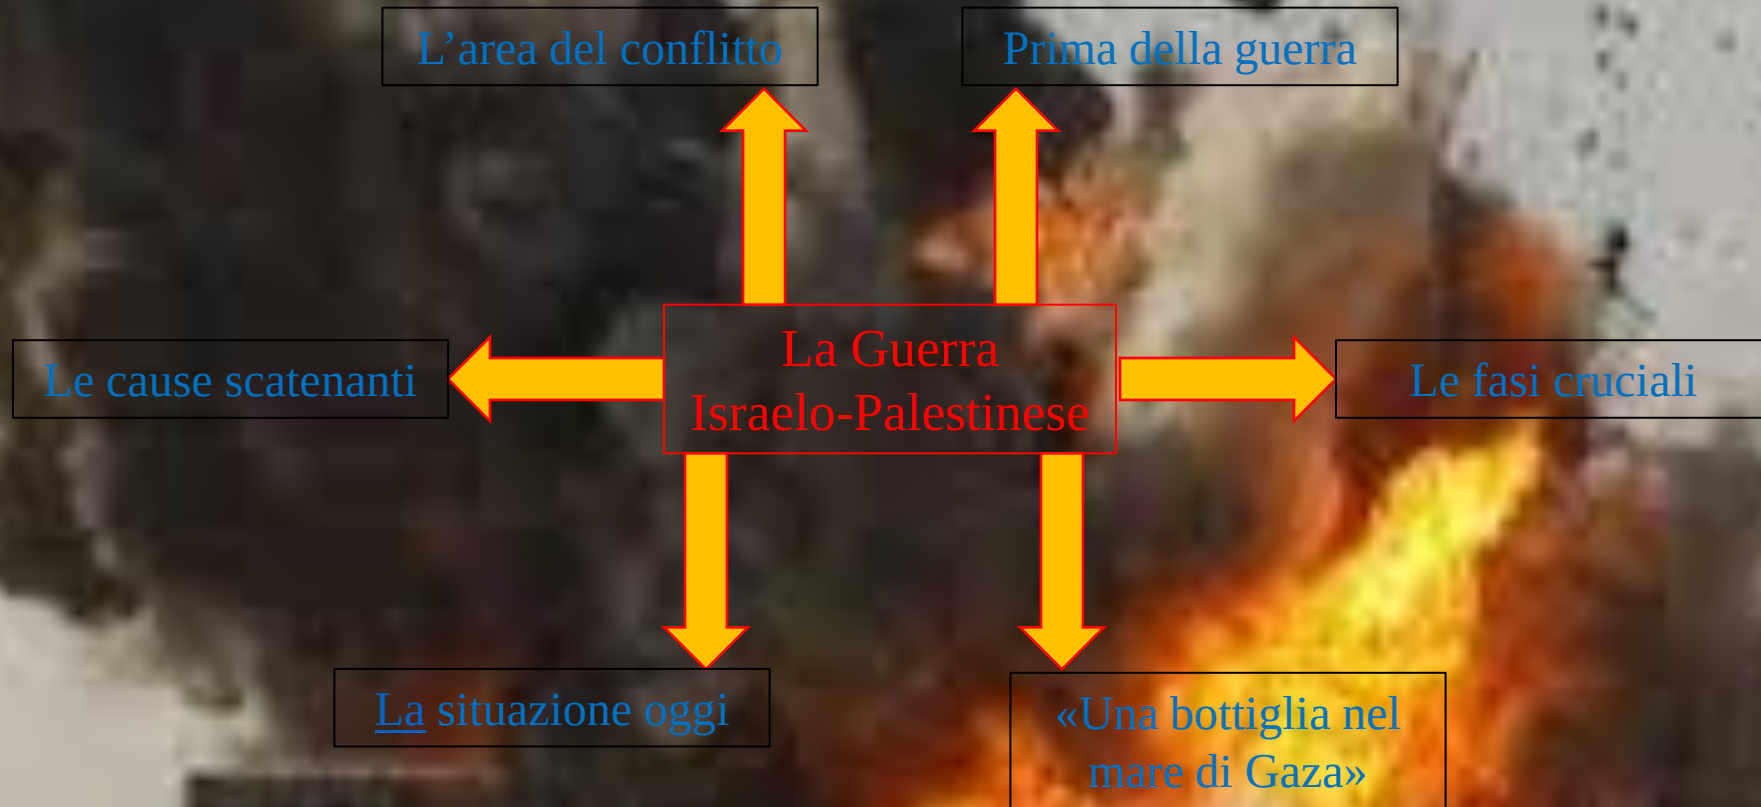 L’area del conflitto
Prima della guerra
La Guerra
Israelo-Palestinese
Le cause scatenanti
Le fasi cruciali
La situazione oggi
«Una bottiglia nel
mare di Gaza»